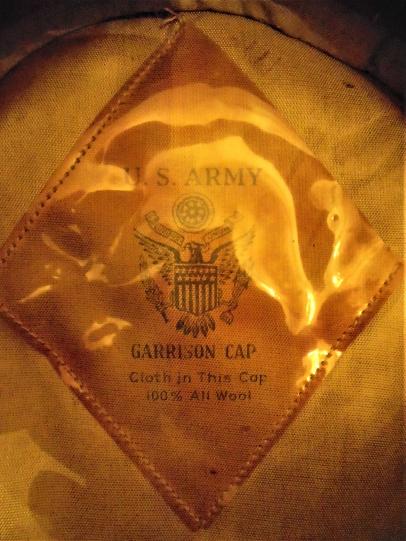 U. S. ARMY
GARRISON CAP
Cloth in This Cap
100% All Wool